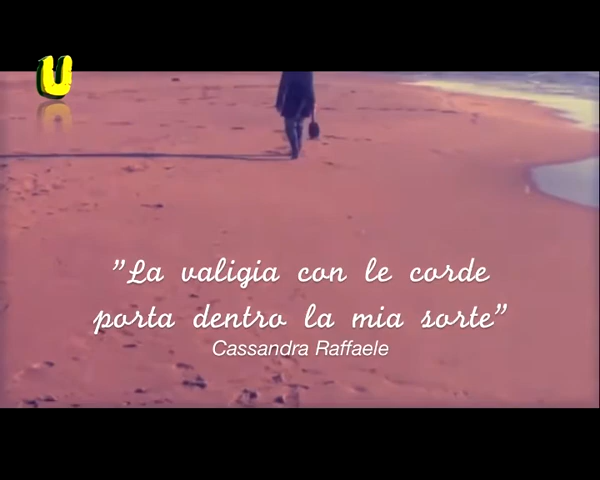 U
"La valigia con le corde
porta dentro la mia sorte"
Cassandra Raffaele